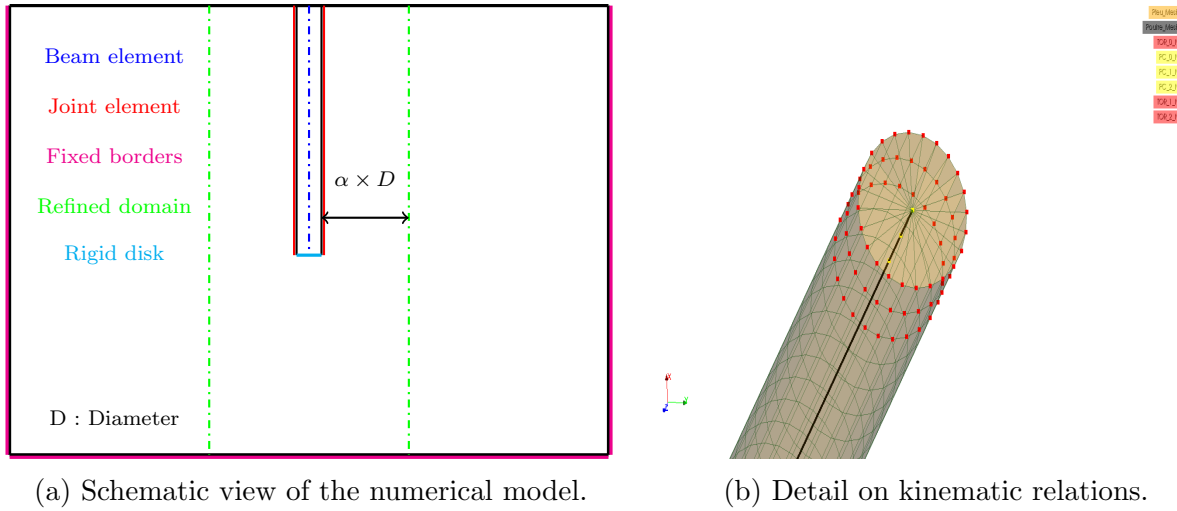 Beam element
Joint element
Fixed borders
Refined domain
Rigid disk
α × D
D : Diameter
(a) Schematic view of the numerical model.
X
Y
Z
(b) Detail on kinematic relations.